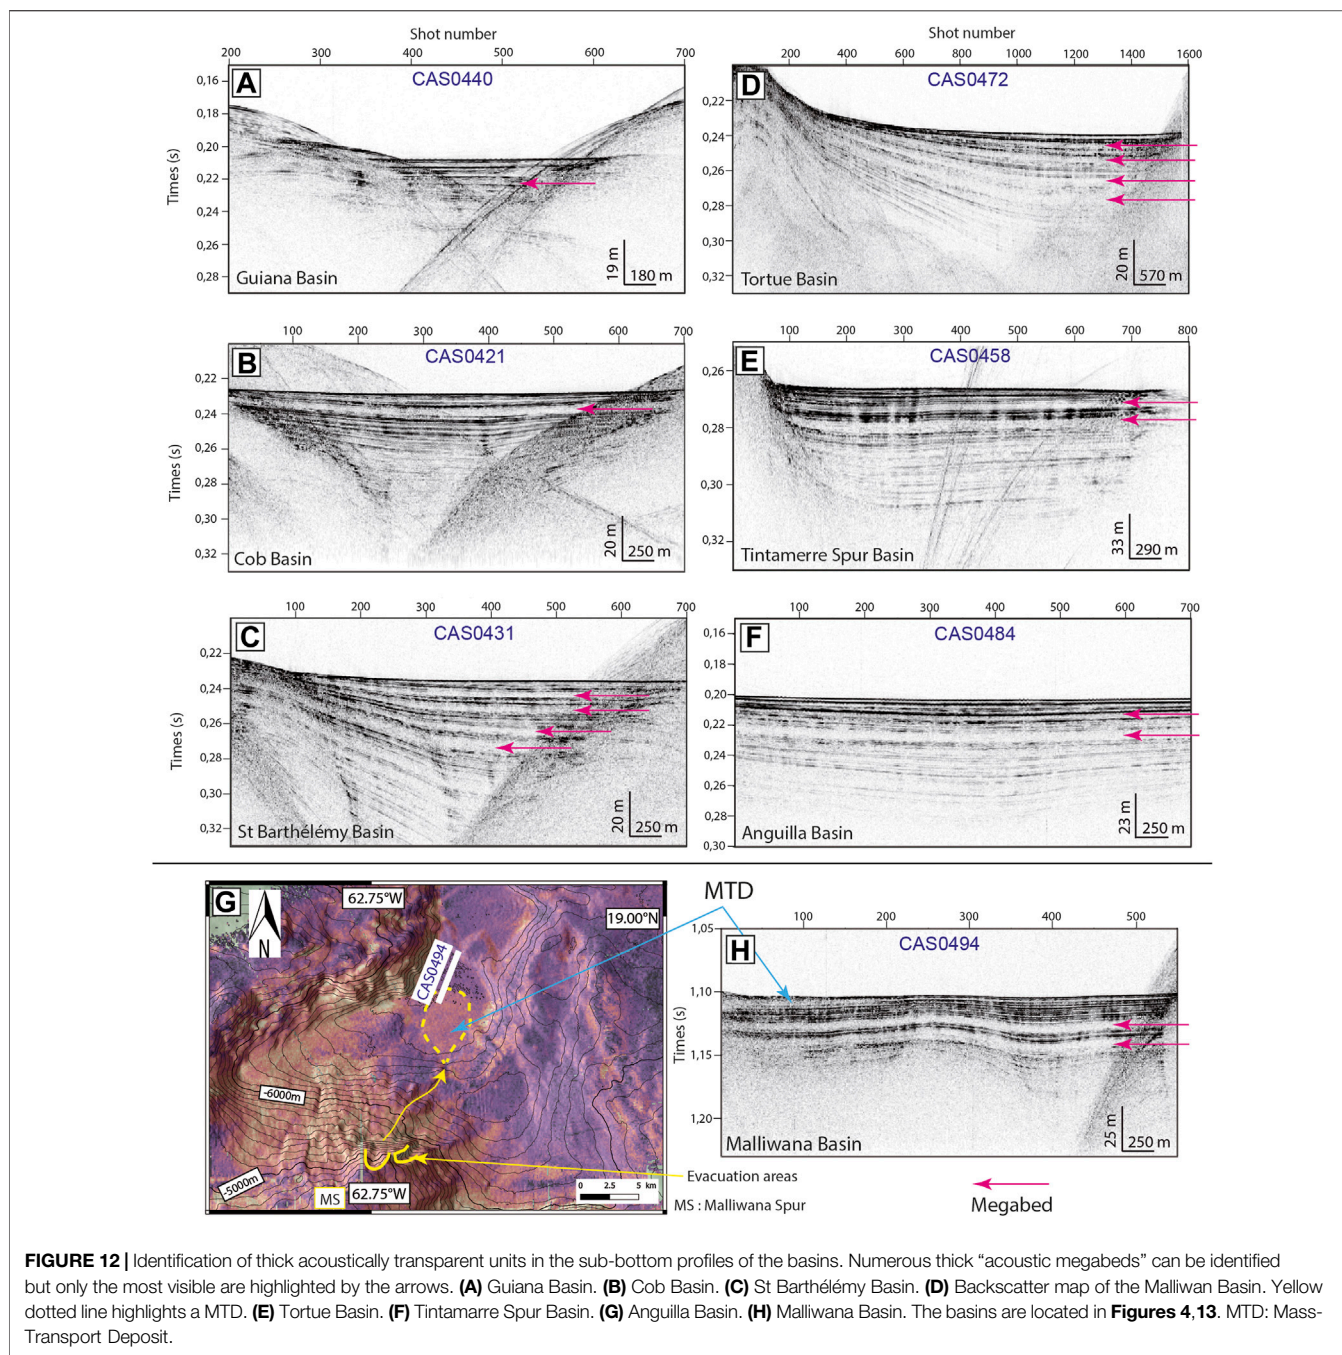 Shot number
200 300 400 500 600 700
A
CAS0440
0,16
0,18
0,20
0,22
0,24
0,26
0,28
Times (s)
19 m
180 m
Guiana Basin
Shot number
200 400 600 800 1000 1200 1400 1600
D
CAS0472
0,22
0,24
0,26
0,28
0,30
0,32
20 m
570 m
Tortue Basin
100 200 300 400 500 600 700
B
CAS0421
0,22
0,24
0,26
0,28
0,30
0,32
Times (s)
20 m
250 m
Cob Basin
100 200 300 400 500 600 700 800
E
CAS0458
0,26
0,28
0,30
0,32
33 m
290 m
Tintamerre Spur Basin
100 200 300 400 500 600 700
C
CAS0431
0,22
0,24
0,26
0,28
0,30
0,32
Times (s)
20 m
250 m
St Barthélémy Basin
100 200 300 400 500 600 700
F
CAS0484
0,16
0,18
0,20
0,22
0,24
0,26
0,28
0,30
23 m
250 m
Anguilla Basin
G
N
62.75°W
19.00°N
CAS0494
-6000m
-5000m
MS
62.75°W
0 2.5 5 km
MTD
Evacuation areas
MS : Malliwana Spur
100 200 300 400 500
H
CAS0494
1,05
1,10
1,15
1,20
Times (s)
25 m
250 m
Malliwana Basin
Megabed
FIGURE 12 | Identification of thick acoustically transparent units in the sub-bottom profiles of the basins. Numerous thick “acoustic megabeds” can be identified
but only the most visible are highlighted by the arrows. (A) Guiana Basin. (B) Cob Basin. (C) St Barthélémy Basin. (D) Backscatter map of the Malliwan Basin. Yellow
dotted line highlights a MTD. (E) Tortue Basin. (F) Tintamarre Spur Basin. (G) Anguilla Basin. (H) Malliwana Basin. The basins are located in Figures 4,13. MTD: Mass-
Transport Deposit.